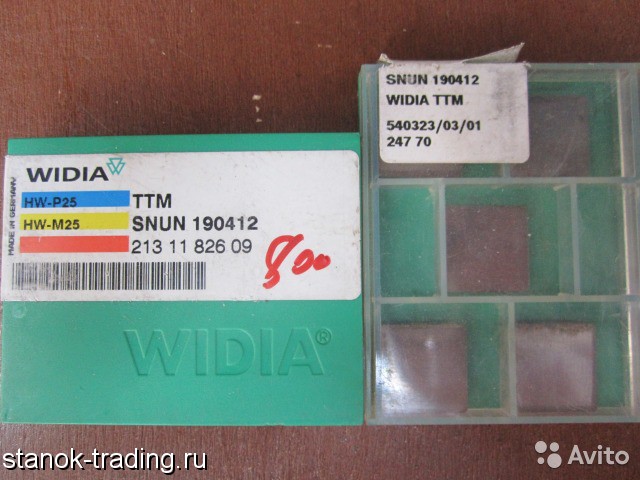 WIDIA
HW-P25
TTM
HW-M25
SNUN 190412
213 11 826 09
MADE IN GERMANY
800
WIDIA®
SNUN 190412
WIDIA TTM
540323/03/01
247 70
stanok-trading.ru
Avito